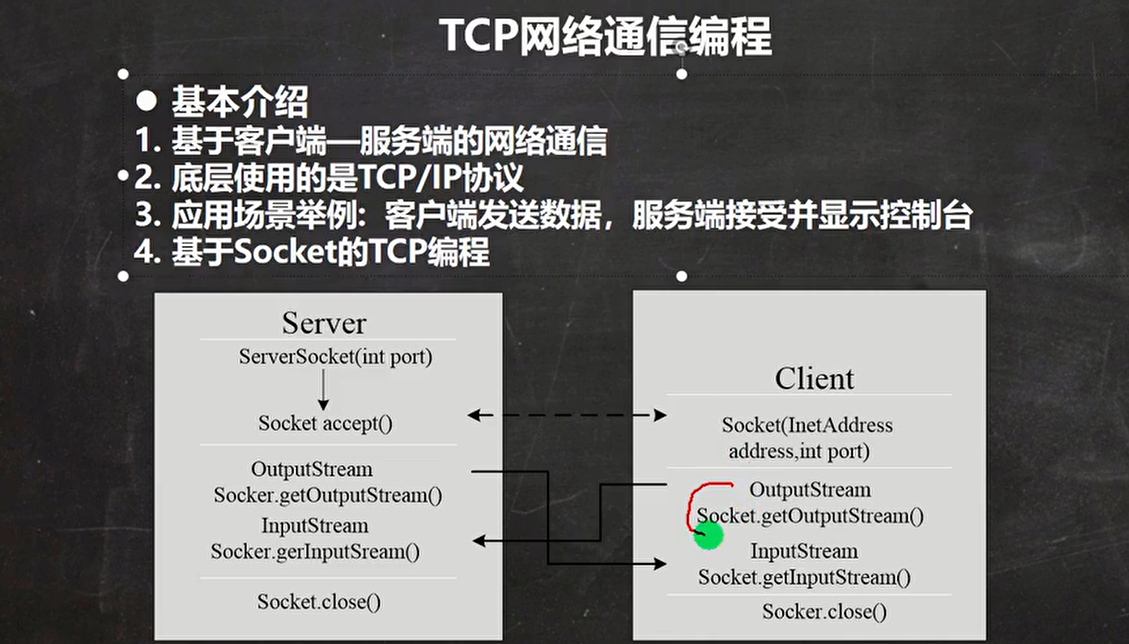 TCP网络通信编程
● 基本介绍
1. 基于客户端—服务端的网络通信
2. 底层使用的是TCP/IP协议
3. 应用场景举例：客户端发送数据，服务端接受并显示控制台
4. 基于Socket的TCP编程
Server
ServerSocket(int port)
Socket accept()
OutputStream
Socker.getOutputStream()
InputStream
Socker.gerInputSream()
Socket.close()
Client
Socket(InetAddress
address,int port)
OutputStream
Socket.getOutputStream()
InputStream
Socket.getInputStream()
Socker.close()